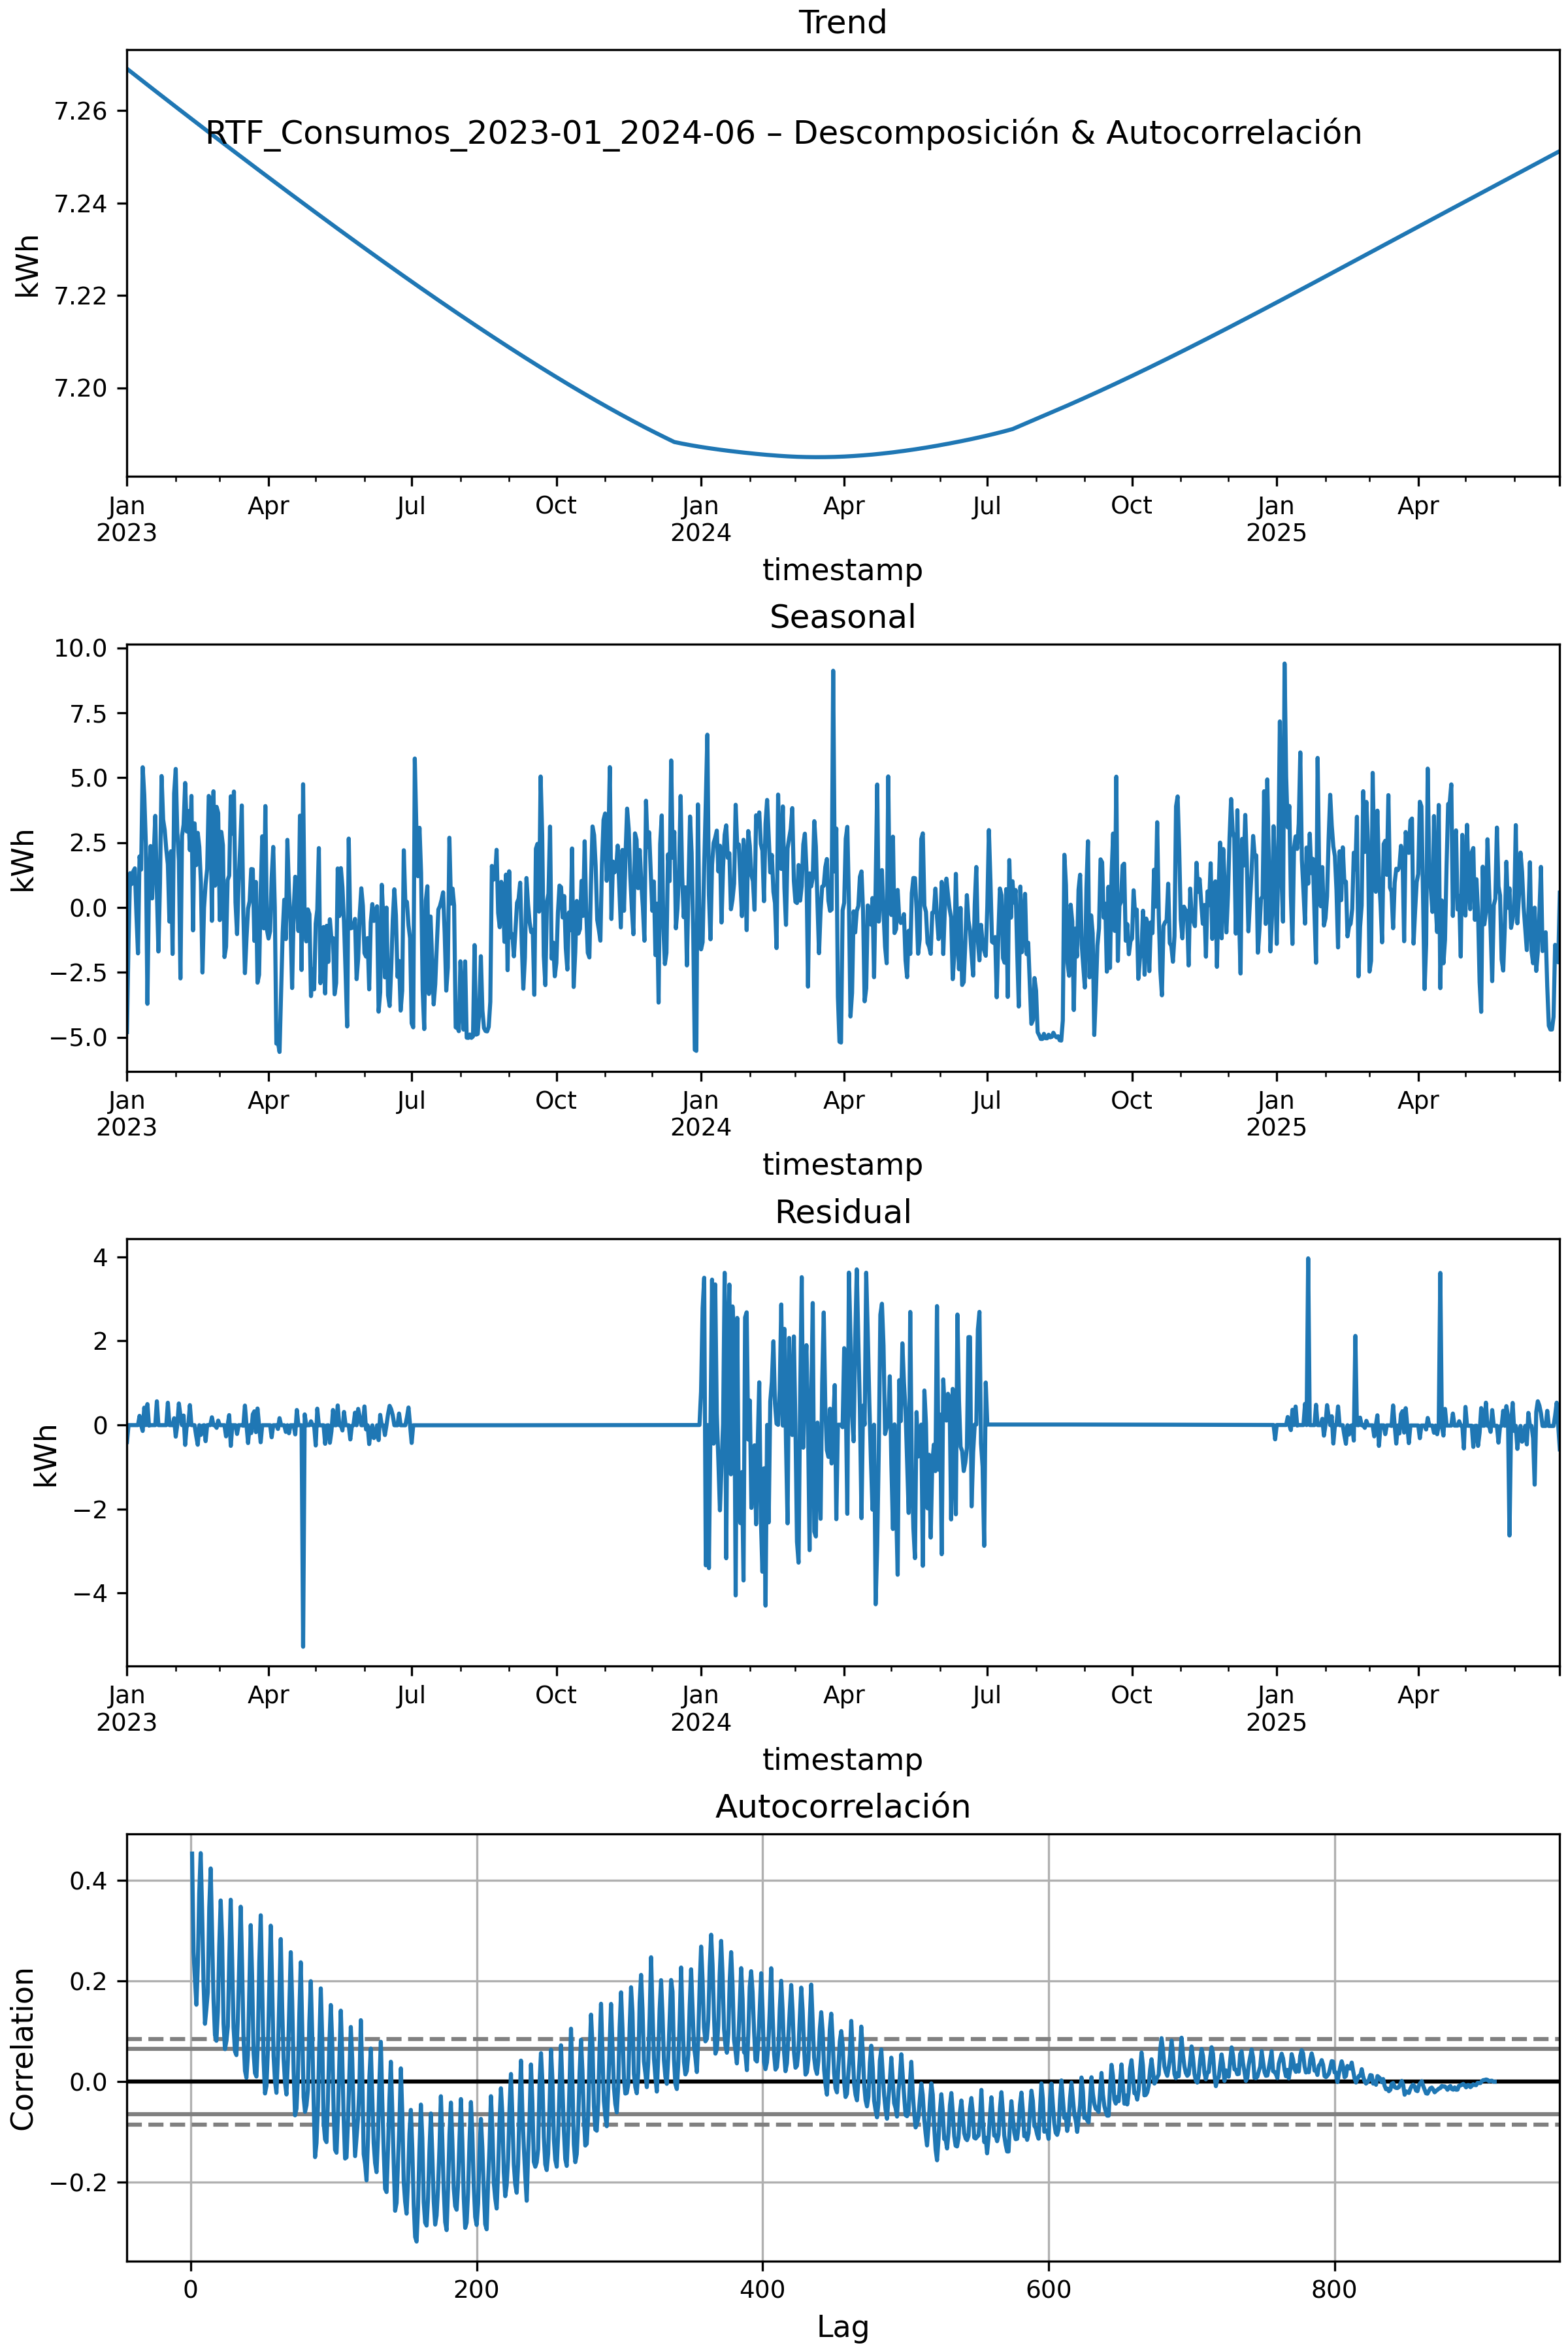 Trend
7.26
RTF_Consumos_2023-01_2024-06 – Descomposición & Autocorrelación
7.24
kWh
7.22
7.20
Jan Apr Jul Oct Jan Apr Jul Oct Jan Apr
2023 2024 2025
timestamp
Seasonal
10.0
7.5
5.0
2.5
kWh
0.0
−2.5
−5.0
Jan Apr Jul Oct Jan Apr Jul Oct Jan Apr
2023 2024 2025
timestamp
Residual
4
2
0
kWh
−2
−4
Jan Apr Jul Oct Jan Apr Jul Oct Jan Apr
2023 2024 2025
timestamp
Autocorrelación
0.4
0.2
Correlation
0.0
−0.2
0 200 400 600 800
Lag